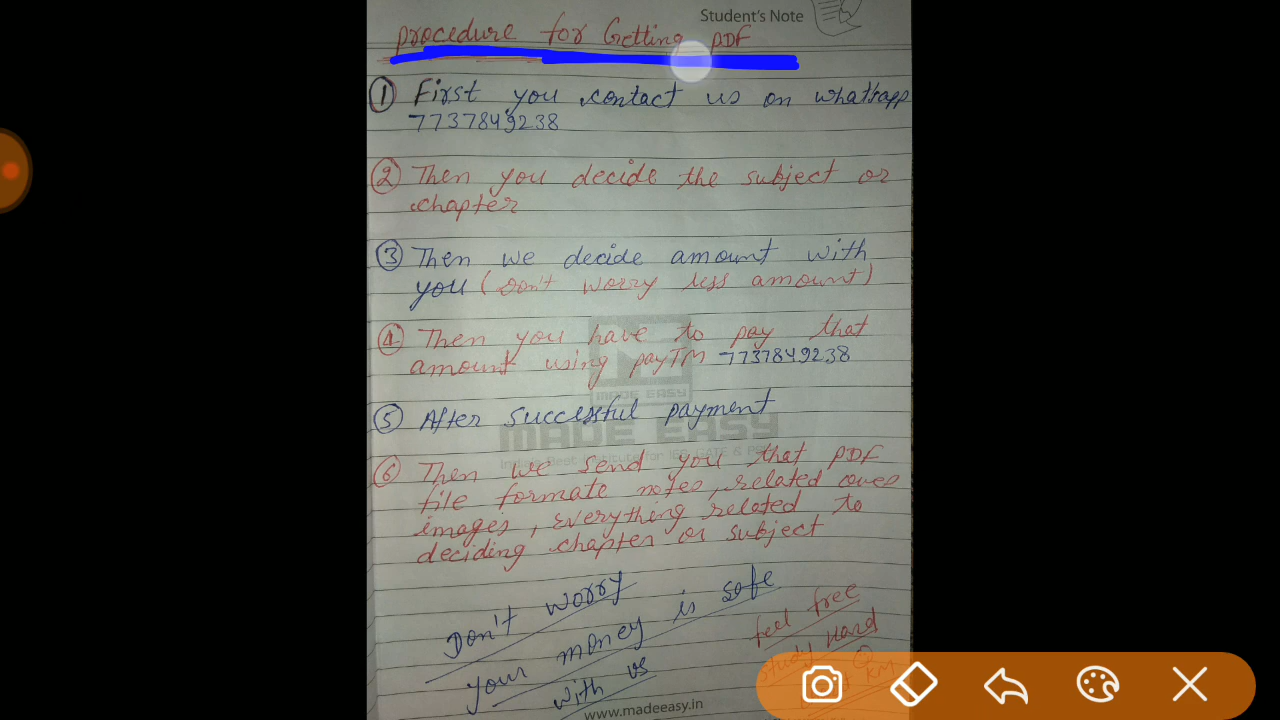 Student's Note
procedure for Getting PDF
① First you contact us on whatsapp
7737849238
② Then you decide the subject or
chapter
③ Then we decide amount with
you (Don't worry less amount)
④ Then you have to pay that
amount using payTM 7737849238
⑤ After successful payment
⑥ Then we send you that PDF
file formate notes, related
images, everything related to
deciding chapter or subject
MADE EASY
MADE EASY
Don't worry
your money is safe
with us
feel free
study Hard
KM
www.madeeasy.in